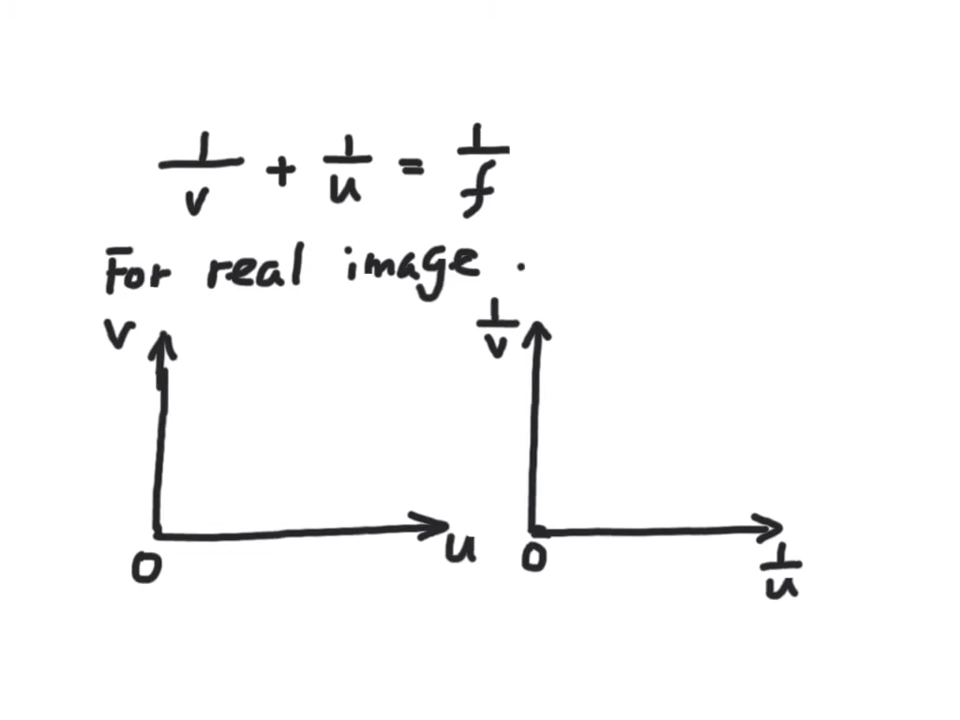 1/v + 1/u = 1/f
For real image.
v
1/v
u
1/u
0
0